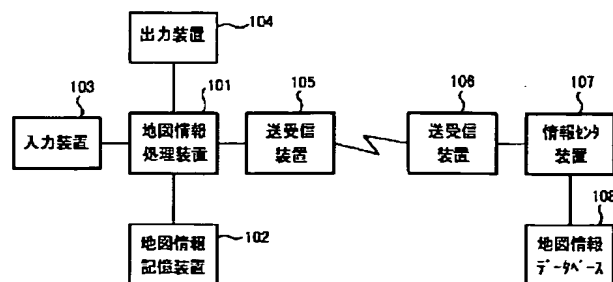 出力装置
104
103
101
105
106
107
入力装置
地図情報
処理装置
送受信
装置
送受信
装置
情報ｾﾝﾀ
装置
108
地図情報
記憶装置
102
地図情報
ﾃﾞｰﾀﾍﾞｰｽ